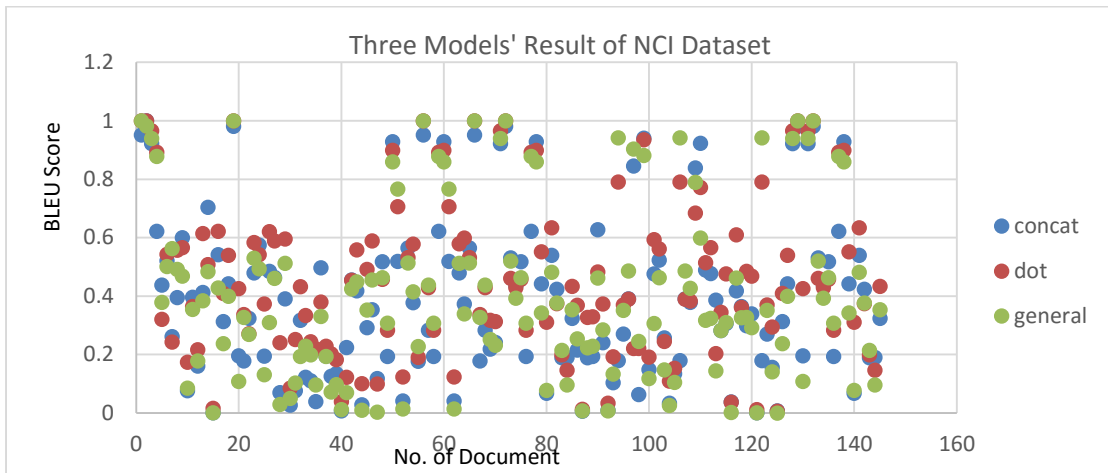 Three Models' Result of NCI Dataset
1.2
1
0.8
0.6
0.4
0.2
0
BLEU Score
0 20 40 60 80 100 120 140 160
No. of Document
concat
dot
general